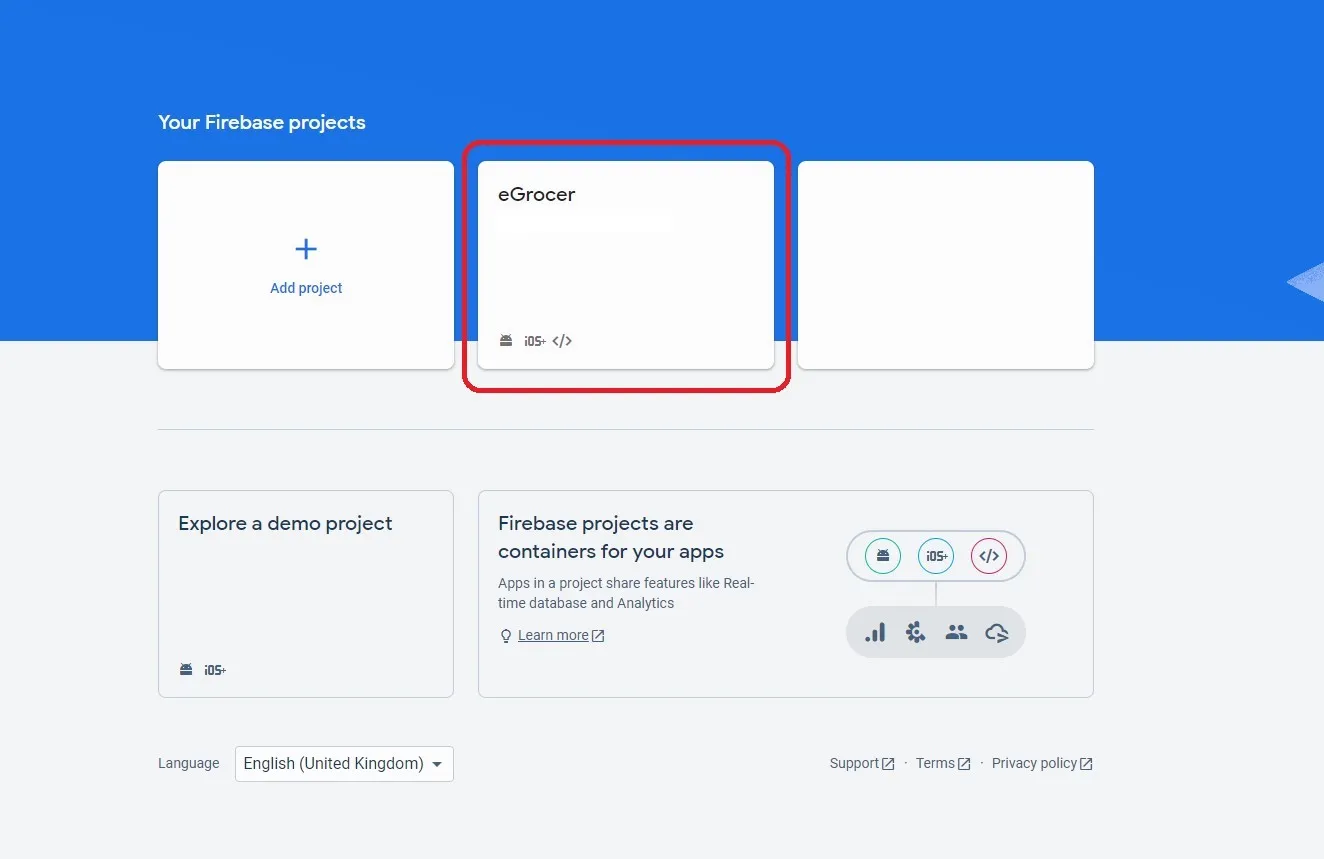 Your Firebase projects
Add project
eGrocer
iOS+ </>
Explore a demo project
iOS+
Firebase projects are
containers for your apps
Apps in a project share features like Real-
time database and Analytics
Learn more
iOS+ </>
Language English (United Kingdom)
Support · Terms · Privacy policy